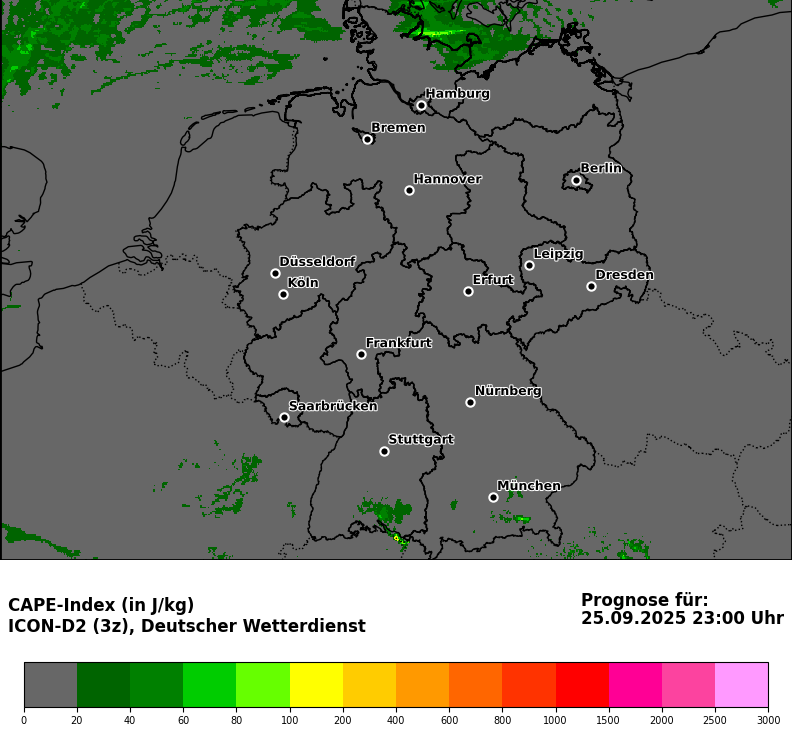 Hamburg
Bremen
Berlin
Hannover
Leipzig
Düsseldorf
Dresden
Köln
Erfurt
Frankfurt
Nürnberg
Saarbrücken
Stuttgart
München
CAPE-Index (in J/kg)
ICON-D2 (3z), Deutscher Wetterdienst
Prognose für:
25.09.2025 23:00 Uhr
0 20 40 60 80 100 200 400 600 800 1000 1500 2000 2500 3000